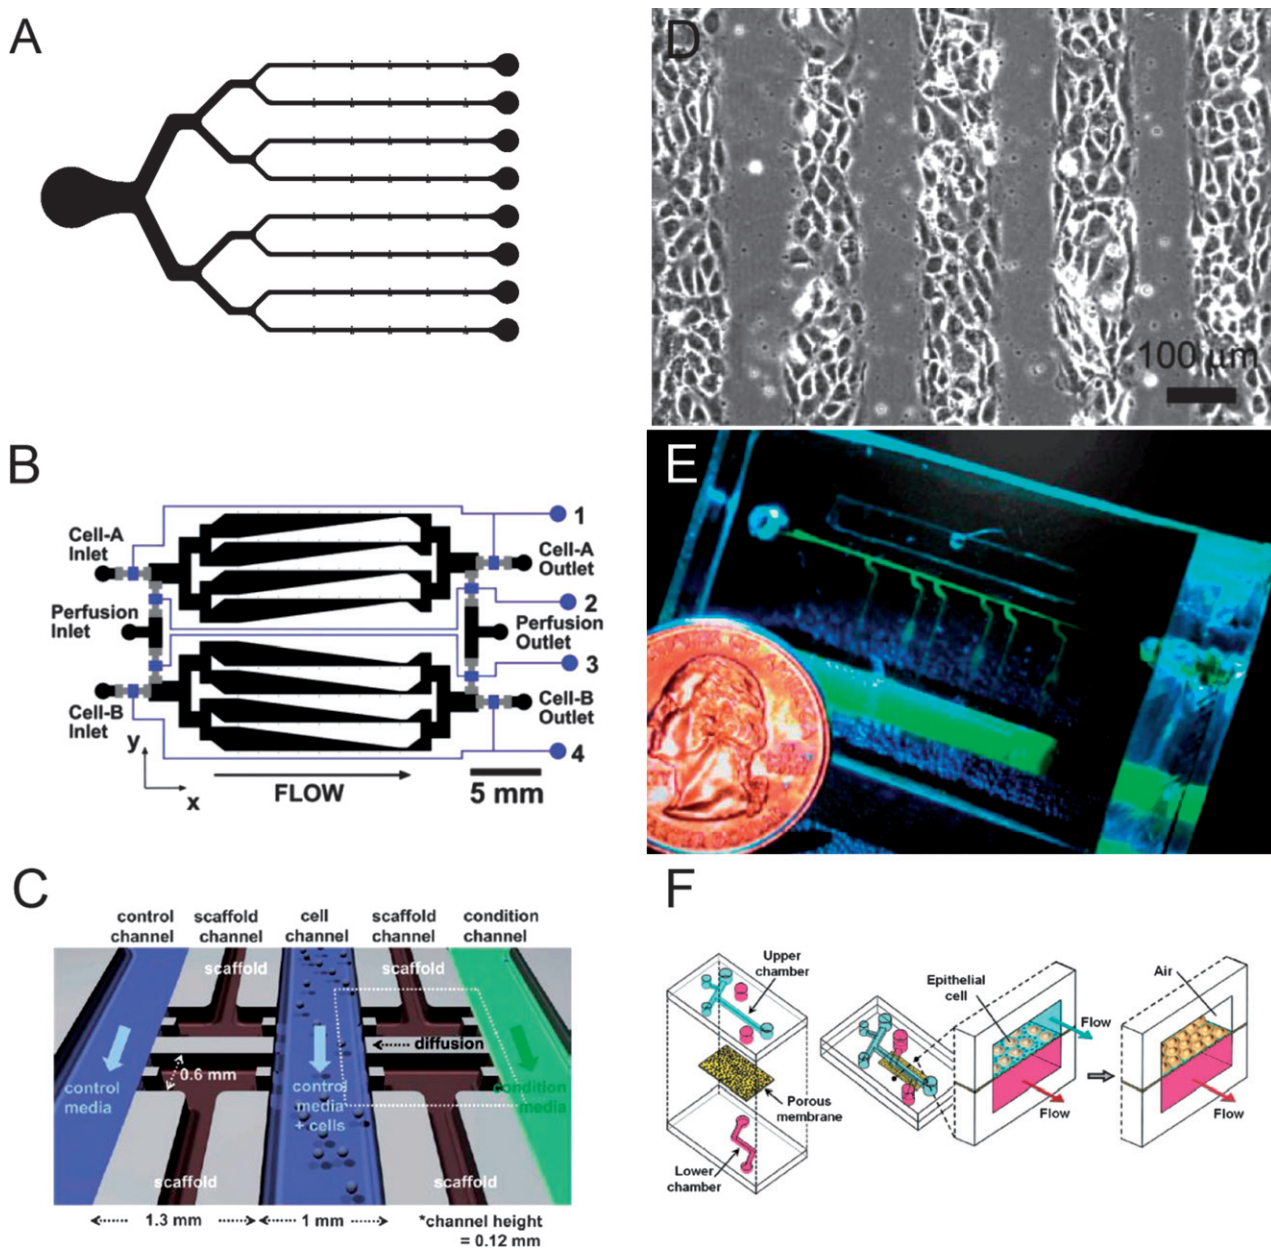 A
B
Cell-A
Inlet
Perfusion
Inlet
Cell-B
Inlet
1
Cell-A
Outlet
2
Perfusion
Outlet
3
Cell-B
Outlet
4
y
x
FLOW
5 mm
C
control
channel
scaffold
channel
cell
channel
scaffold
channel
condition
channel
scaffold
scaffold
diffusion
0.6 mm
control
media
control
media
+ cells
condition
media
scaffold
scaffold
1.3 mm
1 mm
*channel height
= 0.12 mm
D
100 µm
E
F
Upper
chamber
Porous
membrane
Lower
chamber
Epithelial
cell
Flow
Flow
Air
Flow